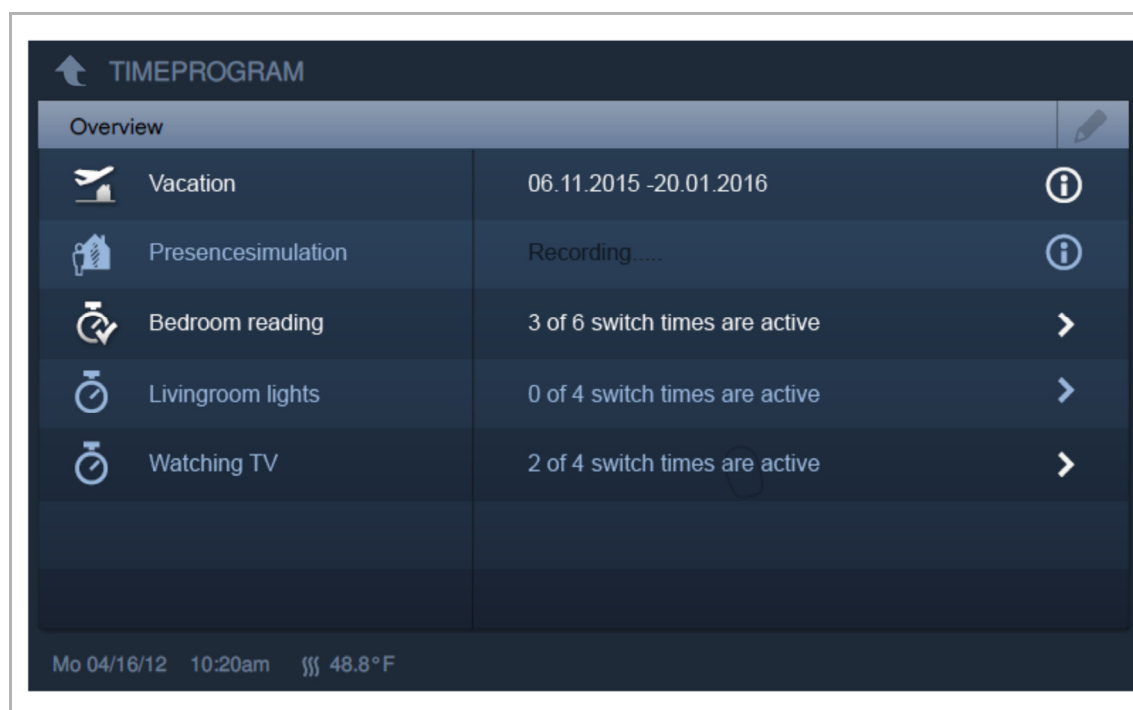 TIMEPROGRAM
Overview
Vacation 06.11.2015 -20.01.2016
Presencesimulation Recording.....
Bedroom reading 3 of 6 switch times are active
Livingroom lights 0 of 4 switch times are active
Watching TV 2 of 4 switch times are active
Mo 04/16/12 10:20am 48.8°F